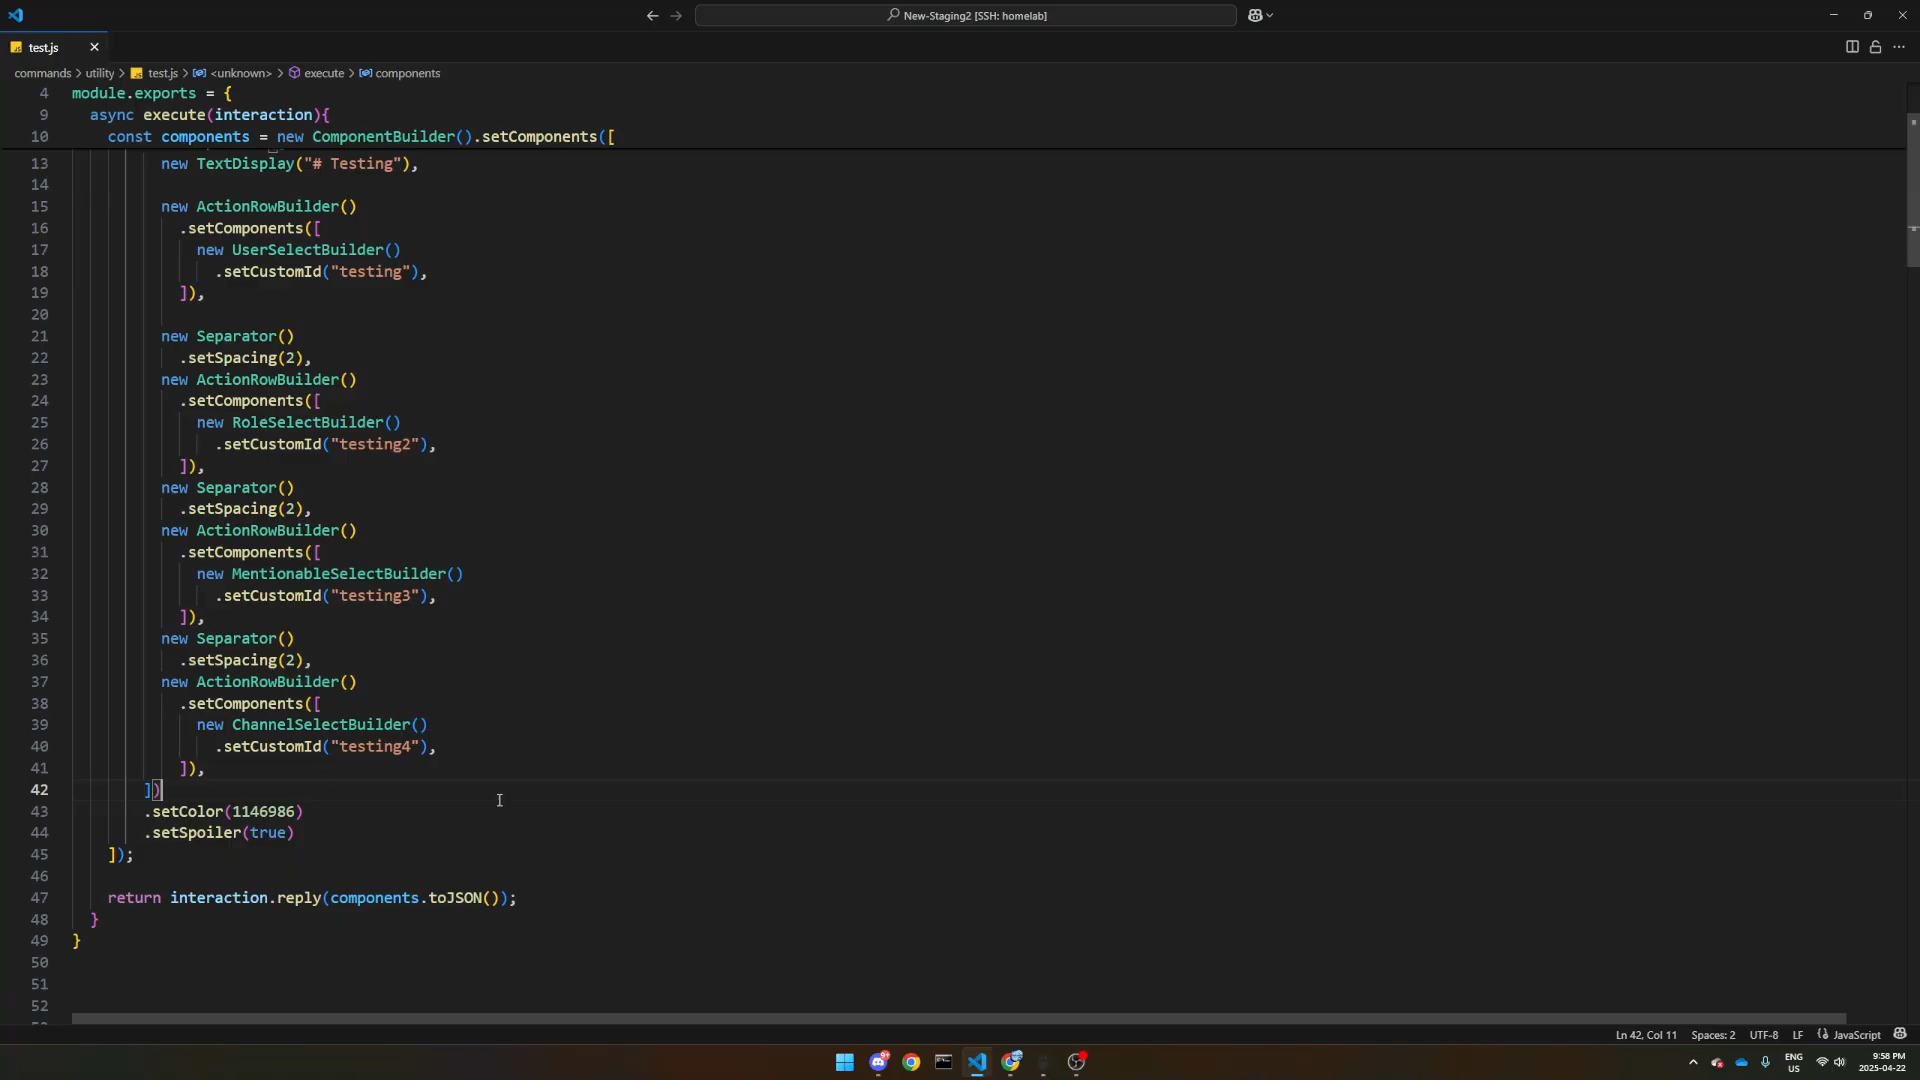 New-Staging2 [SSH: homelab]
test.js
commands > utility > test.js > <unknown> > execute > components
4 module.exports = {
9 async execute(interaction){
10 const components = new ComponentBuilder().setComponents([
13 new TextDisplay("# Testing"),
14
15 new ActionRowBuilder()
16 .setComponents([
17 new UserSelectBuilder()
18 .setCustomId("testing"),
19 ]),
20
21 new Separator()
22 .setSpacing(2),
23 new ActionRowBuilder()
24 .setComponents([
25 new RoleSelectBuilder()
26 .setCustomId("testing2"),
27 ]),
28 new Separator()
29 .setSpacing(2),
30 new ActionRowBuilder()
31 .setComponents([
32 new MentionableSelectBuilder()
33 .setCustomId("testing3"),
34 ]),
35 new Separator()
36 .setSpacing(2),
37 new ActionRowBuilder()
38 .setComponents([
39 new ChannelSelectBuilder()
40 .setCustomId("testing4"),
41 ]),
42 ])
43 .setColor(1146986)
44 .setSpoiler(true)
45 ]);
46
47 return interaction.reply(components.toJSON());
48 }
49 }
50
51
52
Ln 42, Col 11 Spaces: 2 UTF-8 LF {} JavaScript
ENG US 9:58 PM 2025-04-22